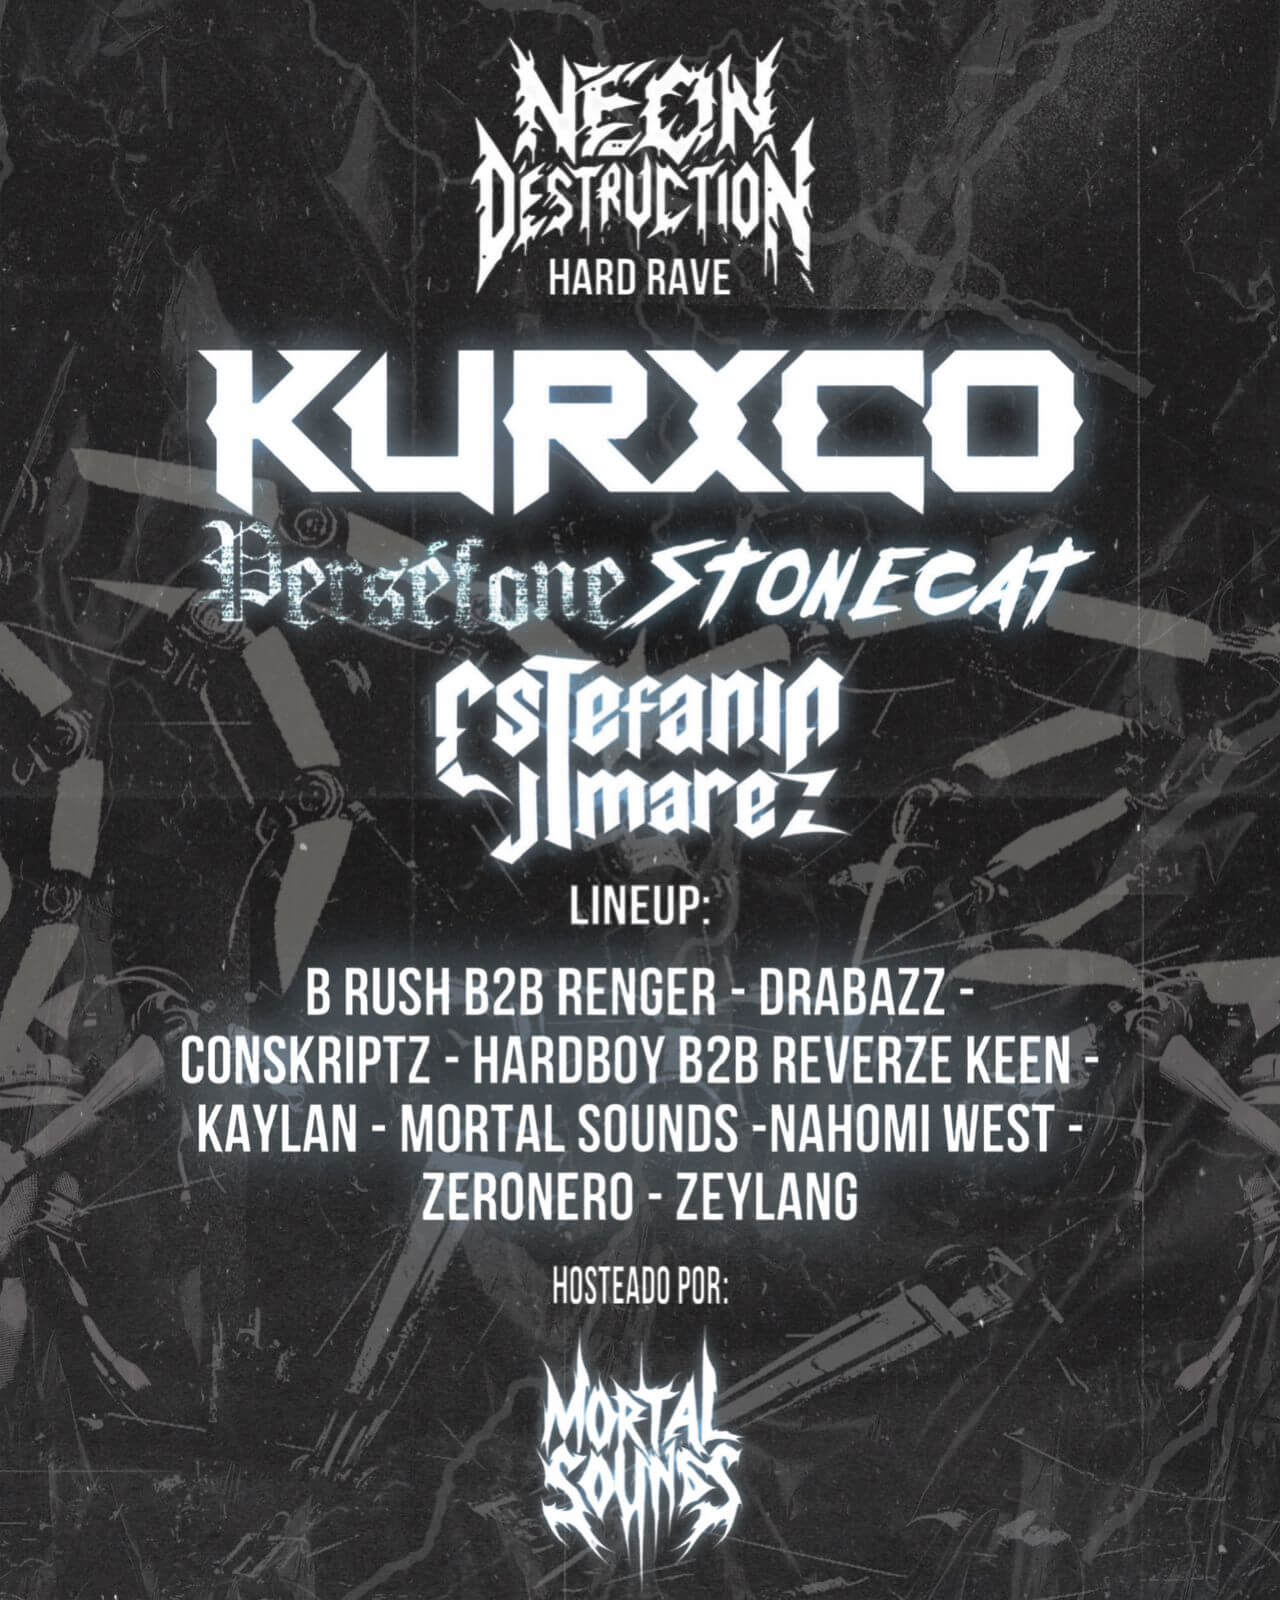 NEON
DESTRUCTION
HARD RAVE
KURXCO
Perséfone STONECAT
Estefania
Jtmarez
LINEUP:
B RUSH B2B RENGER - DRABAZZ -
CONSKRIPTZ - HARDBOY B2B REVERZE KEEN -
KAYLAN - MORTAL SOUNDS -NAHOMI WEST -
ZERONERO - ZEYLANG
HOSTEADO POR:
MORTAL
SOUNDS